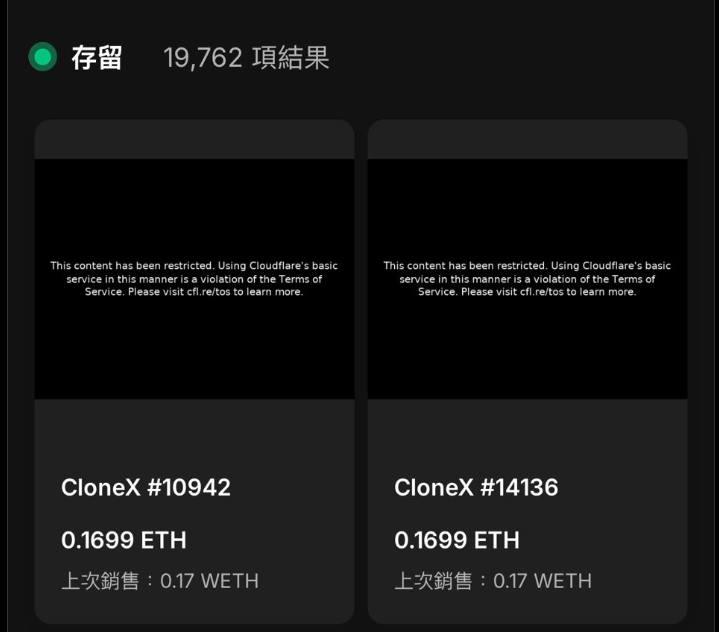 存留 19,762 項結果
This content has been restricted. Using Cloudflare's basic
service in this manner is a violation of the Terms of
Service. Please visit cfl.re/tos to learn more.
CloneX #10942
0.1699 ETH
上次銷售：0.17 WETH
This content has been restricted. Using Cloudflare's basic
service in this manner is a violation of the Terms of
Service. Please visit cfl.re/tos to learn more.
CloneX #14136
0.1699 ETH
上次銷售：0.17 WETH